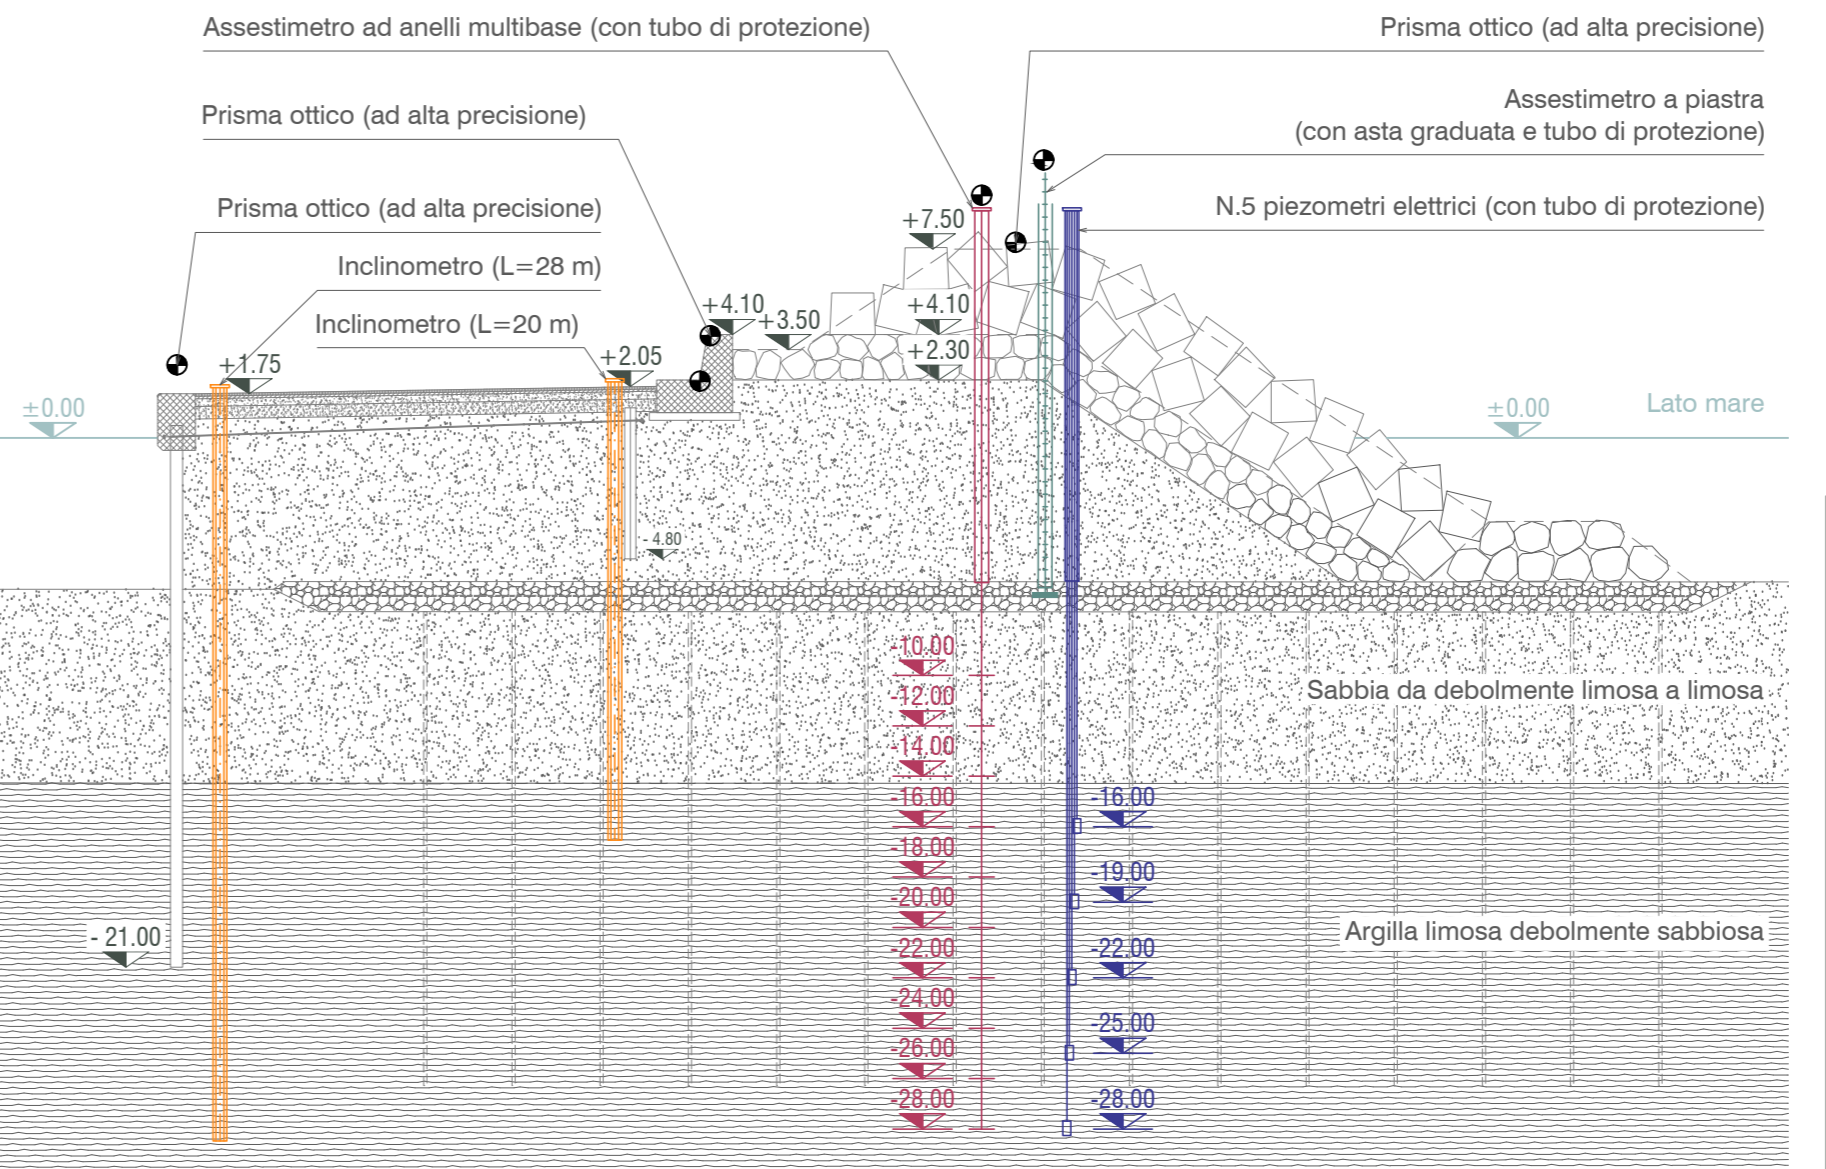 Assestimetro ad anelli multibase (con tubo di protezione)
Prisma ottico (ad alta precisione)
Assestimetro a piastra
(con asta graduata e tubo di protezione)
Prisma ottico (ad alta precisione)
Prisma ottico (ad alta precisione)
N.5 piezometri elettrici (con tubo di protezione)
+7.50
Inclinometro (L=28 m)
Inclinometro (L=20 m)
+4.10
+3.50
+4.10
+2.30
+1.75
+2.05
±0.00
±0.00
Lato mare
- 4.80
-10.00
-12.00
-14.00
-16.00
-18.00
-20.00
-22.00
-24.00
-26.00
-28.00
-16.00
-19.00
-22.00
-25.00
-28.00
Sabbia da debolmente limosa a limosa
Argilla limosa debolmente sabbiosa
- 21.00